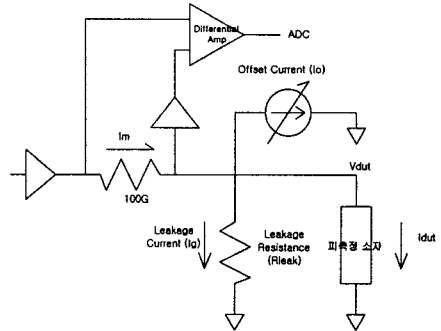 Differential
Amp
ADC
Offset Current (Io)
Im
100G
Vdut
Leakage
Current (Ig)
Leakage
Resistance
(Rleak)
피측정 소자
Idut